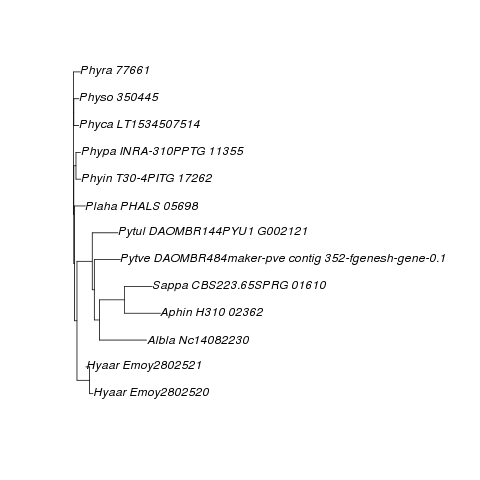 Phyra 77661
Physo 350445
Phyca LT1534507514
Phypa INRA-310PPTG 11355
Phyin T30-4PITG 17262
Plaha PHALS 05698
Pytul DAOMBR144PYU1 G002121
Pytve DAOMBR484maker-pve contig 352-fgenesh-gene-0.1
Sappa CBS223.65SPRG 01610
Aphin H310 02362
Albla Nc14082230
Hyaar Emoy2802521
Hyaar Emoy2802520